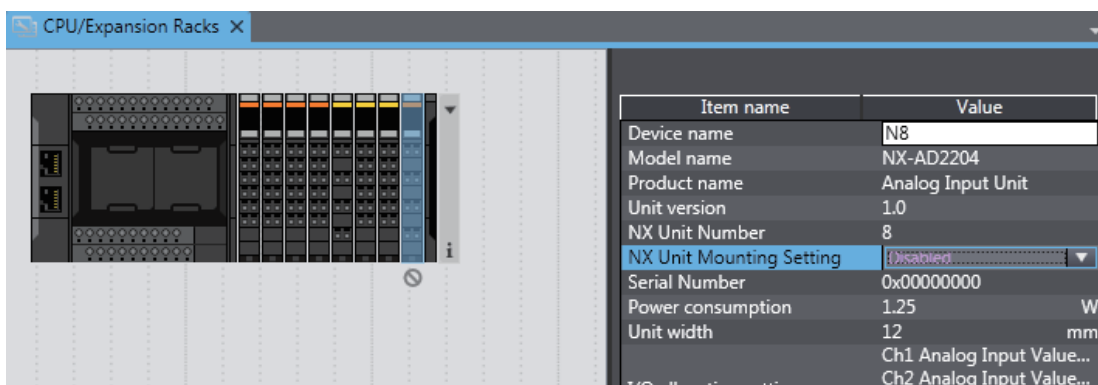 CPU/Expansion Racks
Item name Value
Device name N8
Model name NX-AD2204
Product name Analog Input Unit
Unit version 1.0
NX Unit Number 8
NX Unit Mounting Setting Disabled
Serial Number 0x00000000
Power consumption 1.25 W
Unit width 12 mm
Ch1 Analog Input Value...
Ch2 Analog Input Value...